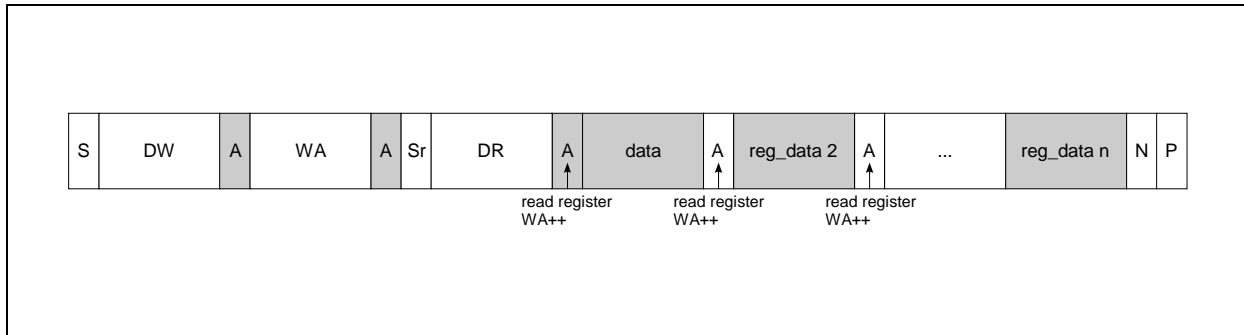 S DW A WA A Sr DR A data A reg_data 2 A ... reg_data n N P
read register read register read register
WA++ WA++ WA++